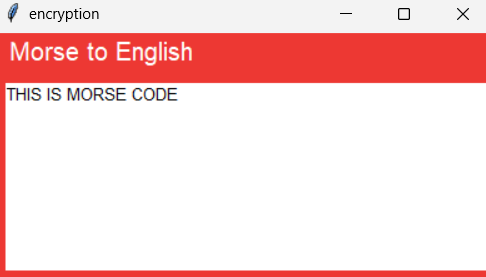 encryption
Morse to English
THIS IS MORSE CODE